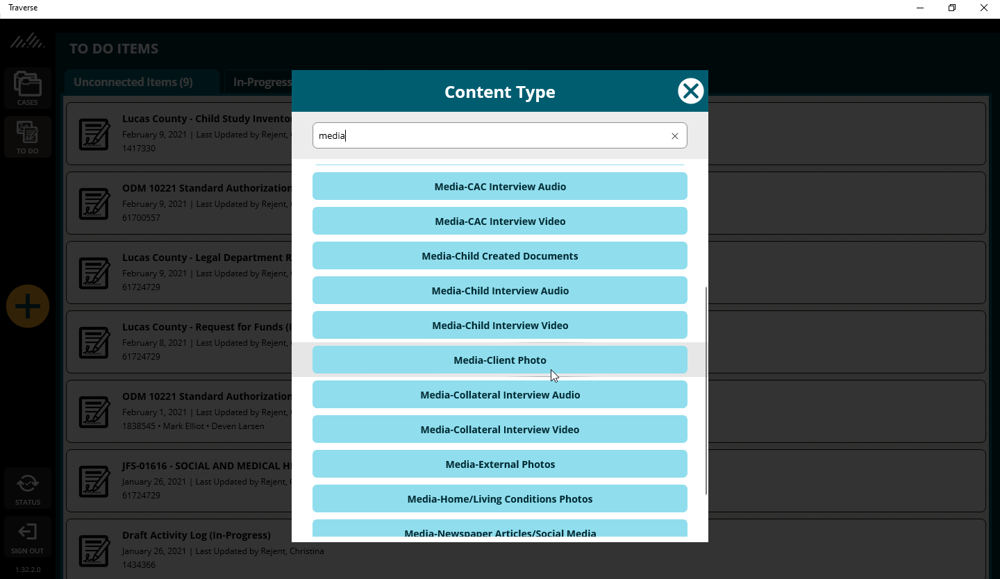 Traverse
TO DO ITEMS
CASES
TO DO
STATUS
SIGN OUT
1.32.2.0
Unconnected Items (9)
In-Progress
Lucas County - Child Study Invento
February 9, 2021 | Last Updated by Rejent,
1417330
ODM 10221 Standard Authorization
February 9, 2021 | Last Updated by Rejent,
61700557
Lucas County - Legal Department R
February 9, 2021 | Last Updated by Rejent,
61724729
Lucas County - Request for Funds (
February 8, 2021 | Last Updated by Rejent,
61724729
ODM 10221 Standard Authorization
February 1, 2021 | Last Updated by Rejent,
1838545 • Mark Elliot • Deven Larsen
JFS-01616 - SOCIAL AND MEDICAL H
January 26, 2021 | Last Updated by Rejent,
61724729
Draft Activity Log (In-Progress)
January 26, 2021 | Last Updated by Rejent, Christina
1434366
Content Type
media
Media-CAC Interview Audio
Media-CAC Interview Video
Media-Child Created Documents
Media-Child Interview Audio
Media-Child Interview Video
Media-Client Photo
Media-Collateral Interview Audio
Media-Collateral Interview Video
Media-External Photos
Media-Home/Living Conditions Photos
Media-Newspaper Articles/Social Media